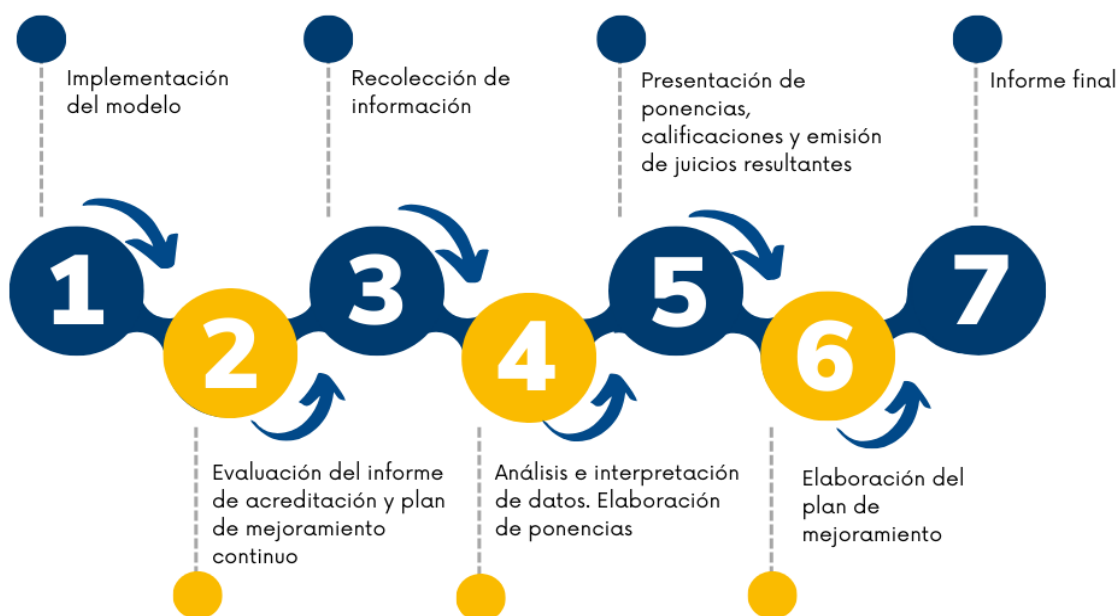 1
Implementación
del modelo
2
Evaluación del informe
de acreditación y plan
de mejoramiento
continuo
3
Recolección de
información
4
Análisis e interpretación
de datos. Elaboración
de ponencias
5
Presentación de
ponencias,
calificaciones y emisión
de juicios resultantes
6
Elaboración del
plan de
mejoramiento
7
Informe final